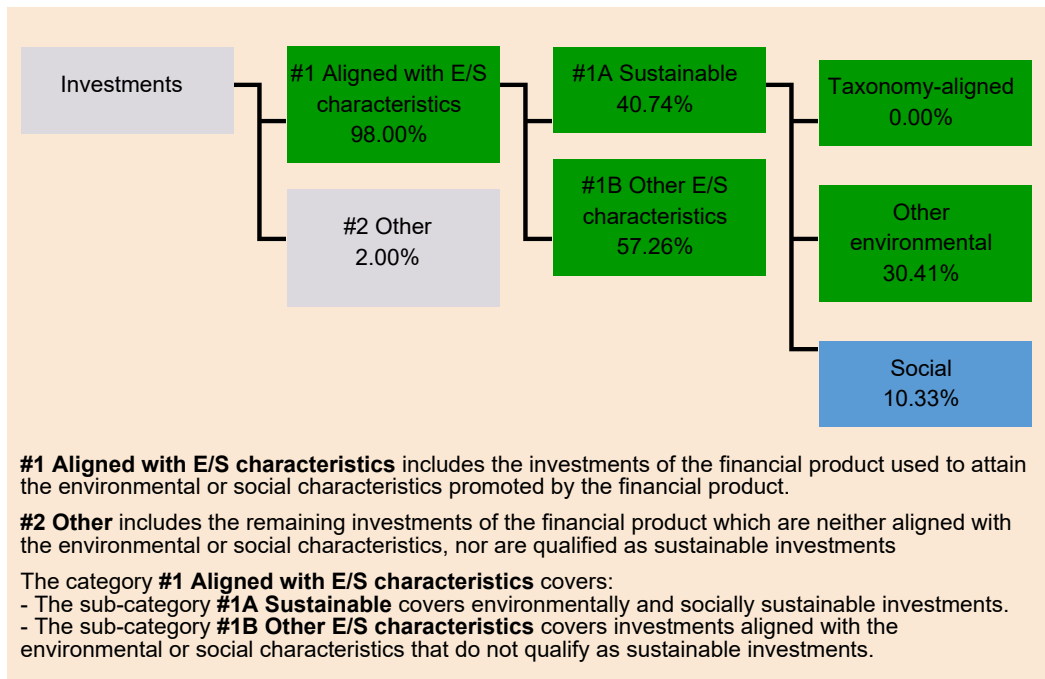 Investments
#1 Aligned with E/S
characteristics
98.00%
#2 Other
2.00%
#1A Sustainable
40.74%
#1B Other E/S
characteristics
57.26%
Taxonomy-aligned
0.00%
Other
environmental
30.41%
Social
10.33%
#1 Aligned with E/S characteristics includes the investments of the financial product used to attain
the environmental or social characteristics promoted by the financial product.
#2 Other includes the remaining investments of the financial product which are neither aligned with
the environmental or social characteristics, nor are qualified as sustainable investments
The category #1 Aligned with E/S characteristics covers:
- The sub-category #1A Sustainable covers environmentally and socially sustainable investments.
- The sub-category #1B Other E/S characteristics covers investments aligned with the
environmental or social characteristics that do not qualify as sustainable investments.